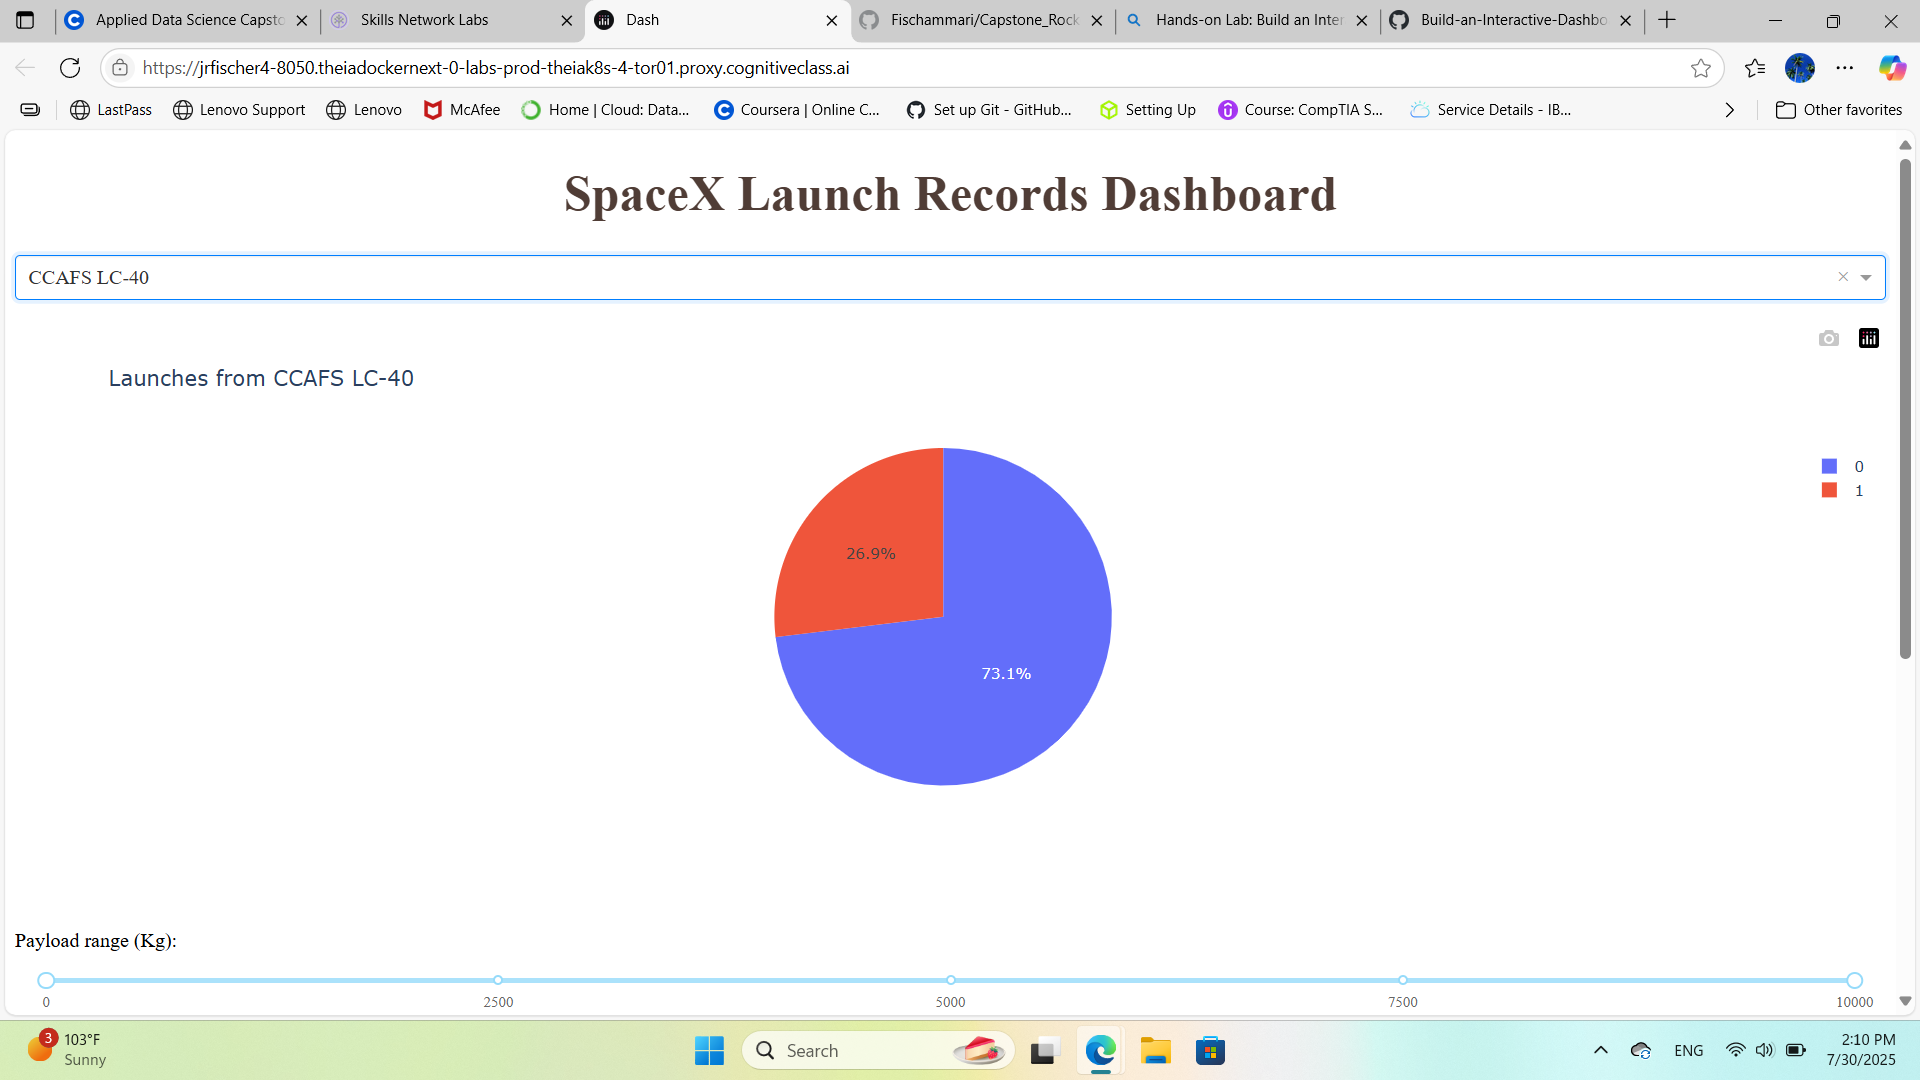 Applied Data Science Capsto
Skills Network Labs
Dash
Fischammari/Capstone_Rock
Hands-on Lab: Build an Inter
Build-an-Interactive-Dashbo
https://jrfischer4-8050.theiadockernext-0-labs-prod-theiak8s-4-tor01.proxy.cognitiveclass.ai
LastPass
Lenovo Support
Lenovo
McAfee
Home | Cloud: Data...
Coursera | Online C...
Set up Git - GitHub...
Setting Up
Course: CompTIA S...
Service Details - IB...
Other favorites
SpaceX Launch Records Dashboard
CCAFS LC-40
Launches from CCAFS LC-40
0
1
26.9%
73.1%
Payload range (Kg):
0 2500 5000 7500 10000
3
103°F
Sunny
Search
ENG
2:10 PM
7/30/2025